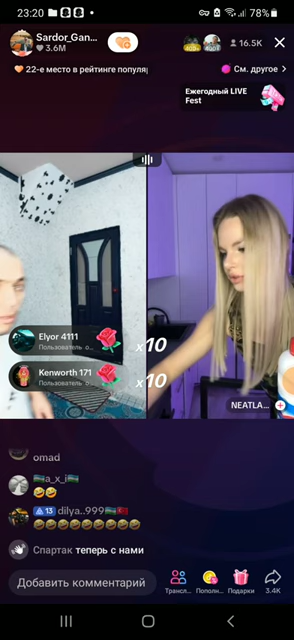 23:20
78%
Sardor_Gan...
3.6M
16.5K
22-е место в рейтинге популяр
См. другое >
Ежегодный LIVE
Fest
Elyor 4111
Пользователь о...
x10
Kenworth 171
Пользователь о...
x10
NEATLA...
omad
a_x_i
13 dilya..999
Спартак теперь с нами
Добавить комментарий
Трансл...
Пополн...
Подарки
3.4K